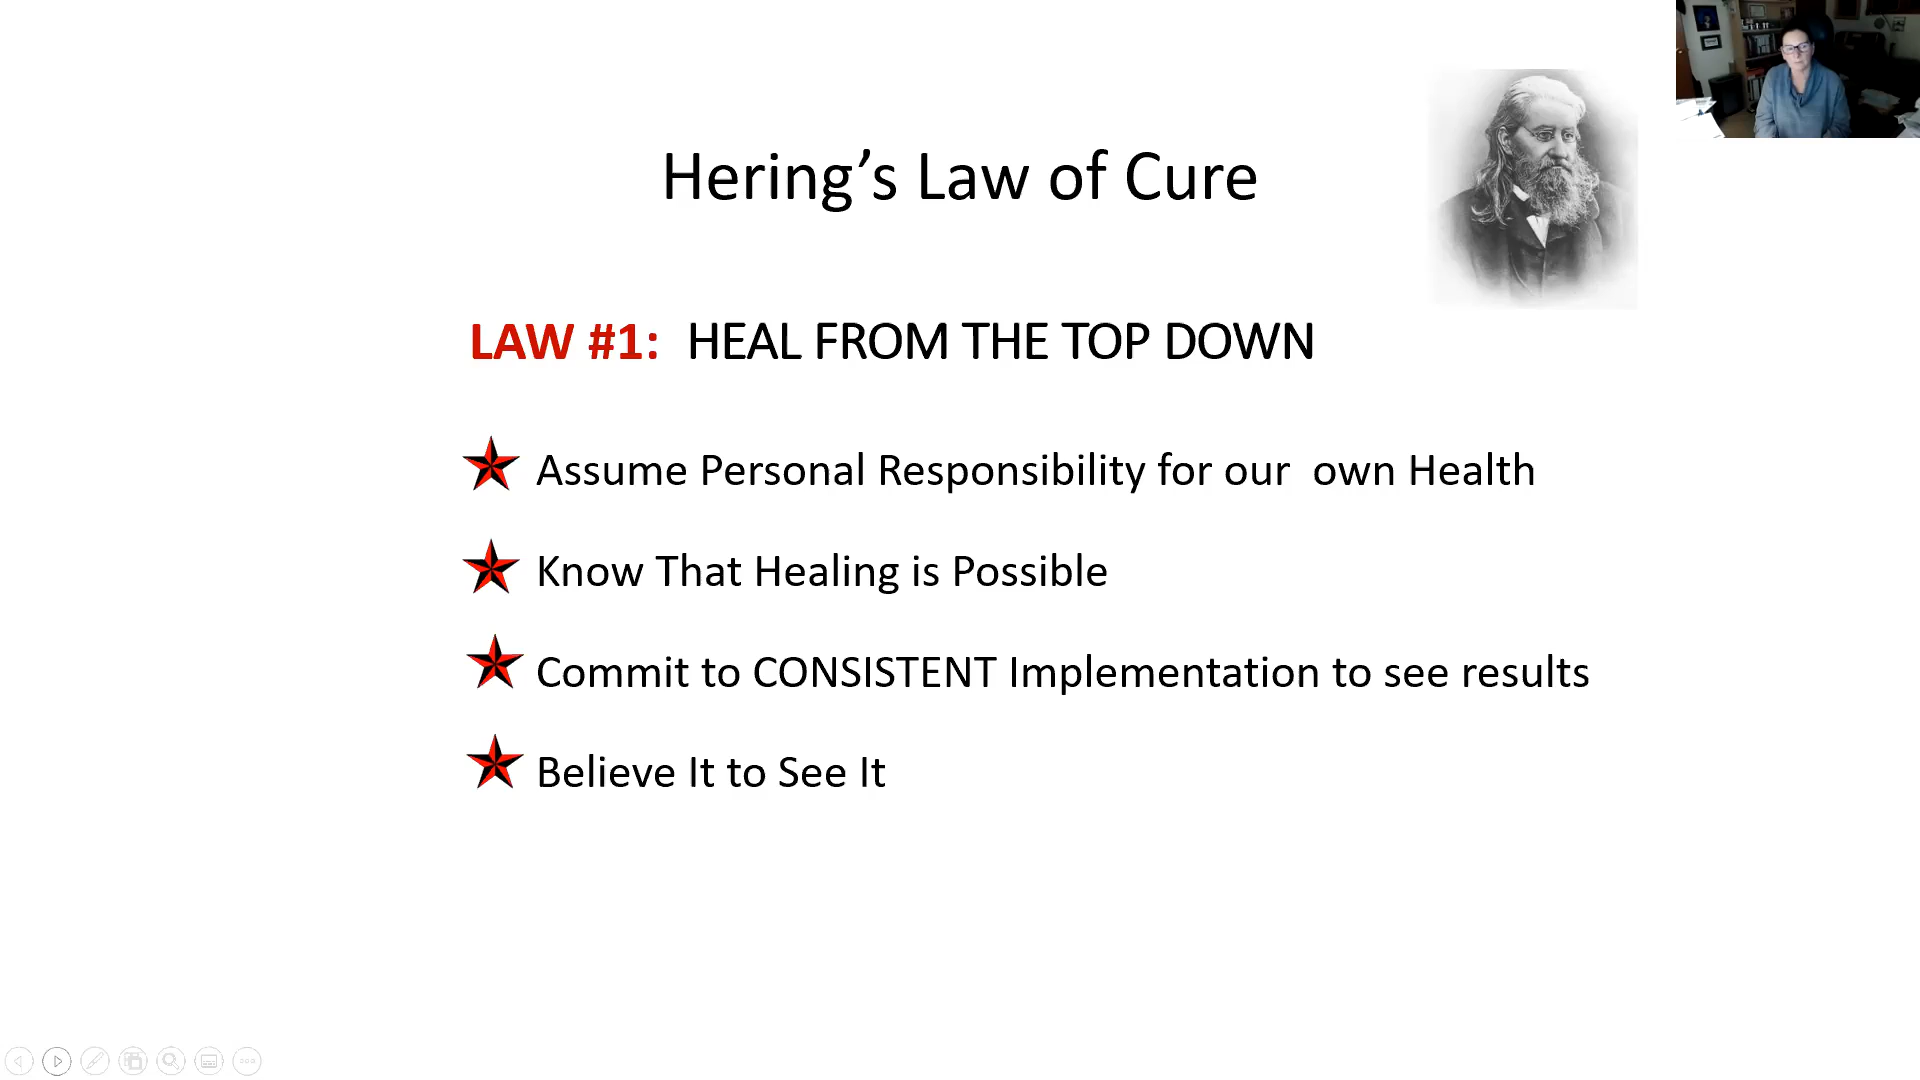 Hering’s Law of Cure
LAW #1: HEAL FROM THE TOP DOWN
Assume Personal Responsibility for our  own Health
Know That Healing is Possible
Commit to CONSISTENT Implementation to see results
Believe It to See It